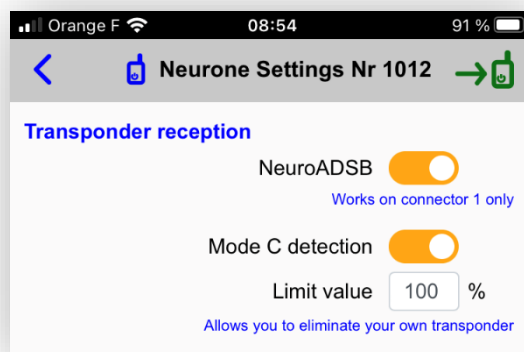 Orange F 08:54 91 %
Neurone Settings Nr 1012
Transponder reception
NeuroADSB
Works on connector 1 only
Mode C detection
Limit value 100 %
Allows you to eliminate your own transponder